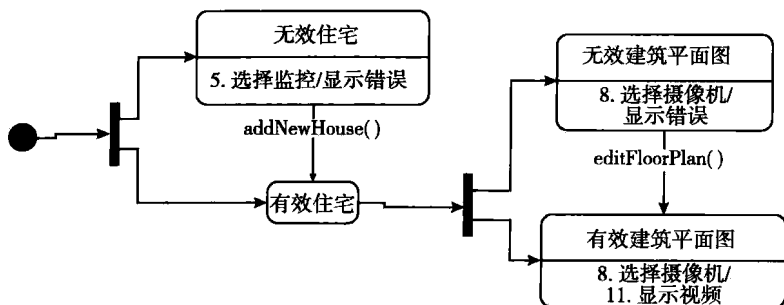 无效住宅
5. 选择监控/显示错误
addNewHouse( )
有效住宅
无效建筑平面图
8. 选择摄像机/
显示错误
editFloorPlan( )
有效建筑平面图
8. 选择摄像机/
11. 显示视频